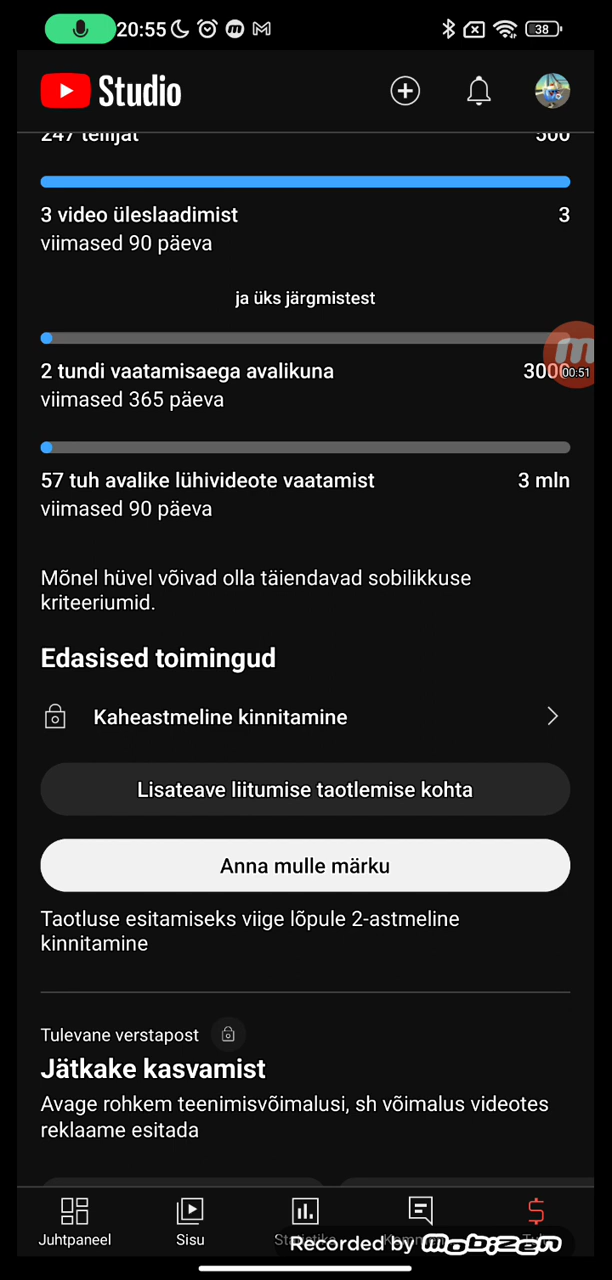 20:55
38
Studio
247 tellijat 500
3 video üleslaadimist 3
viimased 90 päeva
ja üks järgmistest
2 tundi vaatamisaega avalikuna 3000
00:51
viimased 365 päeva
57 tuh avalike lühivideote vaatamist 3 mln
viimased 90 päeva
Mõnel hüvel võivad olla täiendavad sobilikkuse
kriteeriumid.
Edasised toimingud
Kaheastmeline kinnitamine
Lisateave liitumise taotlemise kohta
Anna mulle märku
Taotluse esitamiseks viige lõpule 2-astmeline
kinnitamine
Tulevane verstapost
Jätkake kasvamist
Avage rohkem teenimisvõimalusi, sh võimalus videotes
reklaame esitada
Juhtpaneel Sisu Statistika
Recorded by mobizen